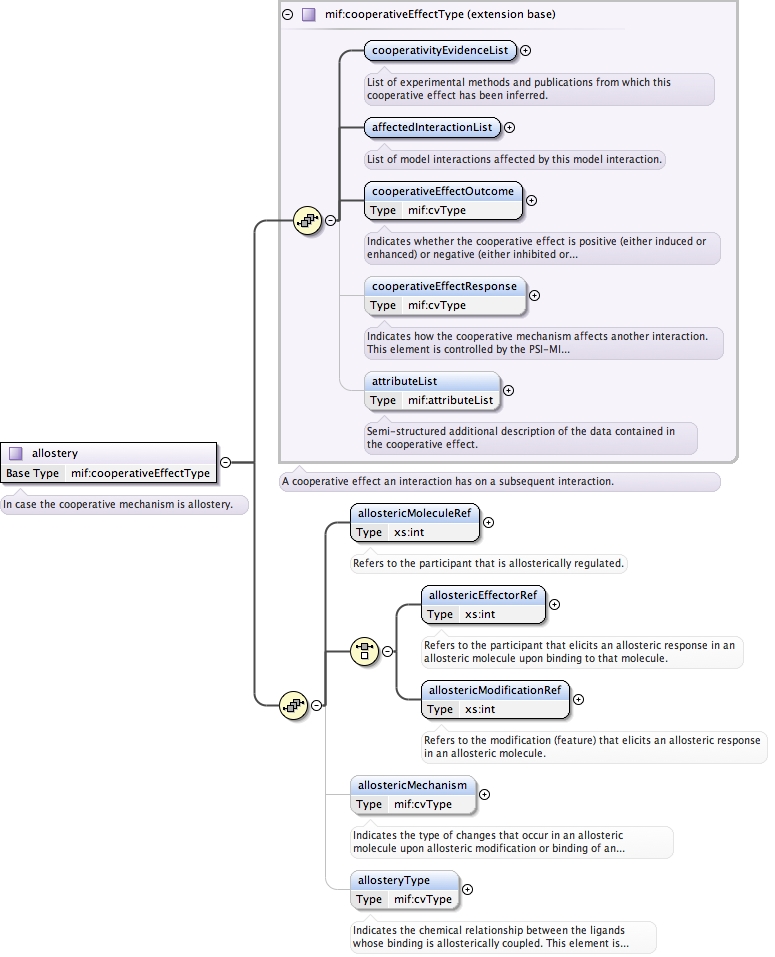 mif:cooperativeEffectType (extension base)
cooperativityEvidenceList
List of experimental methods and publications from which this
cooperative effect has been inferred.
affectedInteractionList
List of model interactions affected by this model interaction.
cooperativeEffectOutcome
Type mif:cvType
Indicates whether the cooperative effect is positive (either induced or
enhanced) or negative (either inhibited or...
cooperativeEffectResponse
Type mif:cvType
Indicates how the cooperative mechanism affects another interaction.
This element is controlled by the PSI-MI...
attributeList
Type mif:attributeList
Semi-structured additional description of the data contained in
the cooperative effect.
allostery
Base Type mif:cooperativeEffectType
In case the cooperative mechanism is allostery.
A cooperative effect an interaction has on a subsequent interaction.
allostericMoleculeRef
Type xs:int
Refers to the participant that is allosterically regulated.
allostericEffectorRef
Type xs:int
Refers to the participant that elicits an allosteric response in an
allosteric molecule upon binding to that molecule.
allostericModificationRef
Type xs:int
Refers to the modification (feature) that elicits an allosteric response
in an allosteric molecule.
allostericMechanism
Type mif:cvType
Indicates the type of changes that occur in an allosteric
molecule upon allosteric modification or binding of an...
allosteryType
Type mif:cvType
Indicates the chemical relationship between the ligands
whose binding is allosterically coupled. This element is...